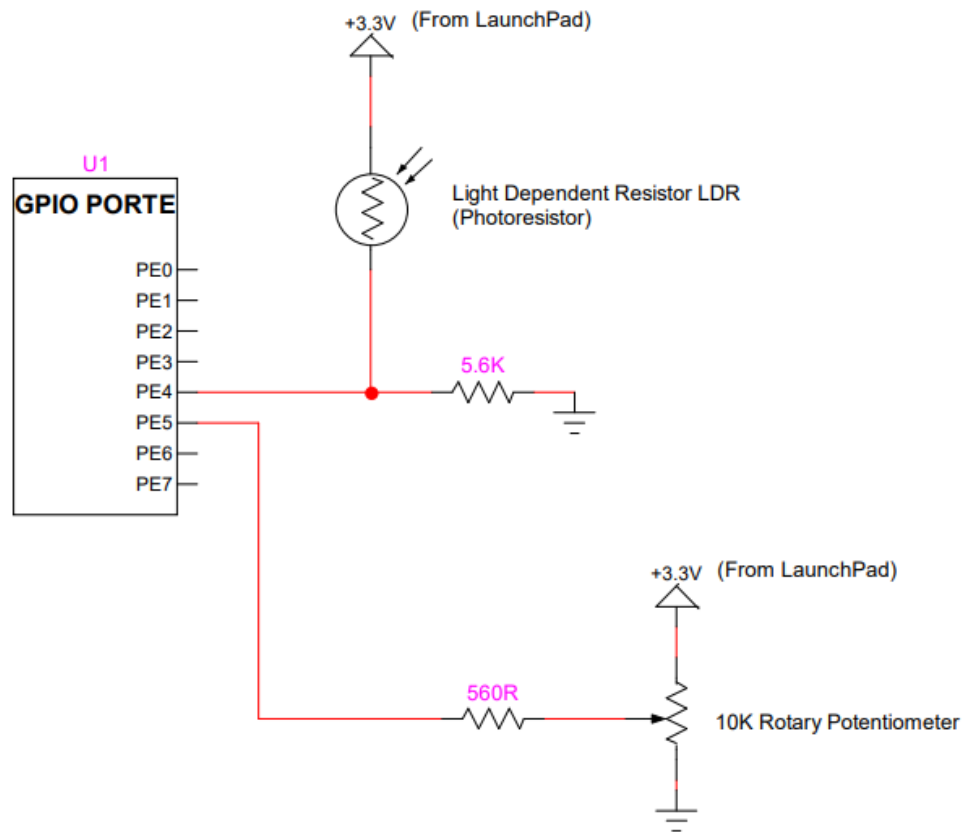 +3.3V (From LaunchPad)
U1
GPIO PORTE
Light Dependent Resistor LDR
(Photoresistor)
PE0
PE1
PE2
PE3
PE4
PE5
PE6
PE7
5.6K
+3.3V (From LaunchPad)
560R
10K Rotary Potentiometer